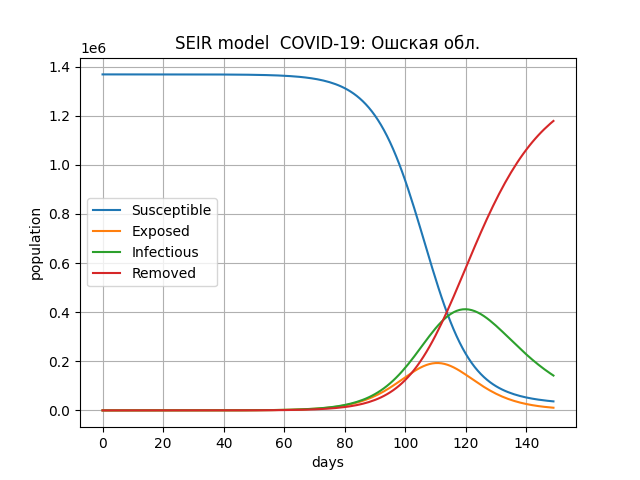 SEIR model  COVID-19: Ошская обл.
1e6
1.4
1.2
1.0
0.8
0.6
0.4
0.2
0.0
population
Susceptible
Exposed
Infectious
Removed
0 20 40 60 80 100 120 140
days